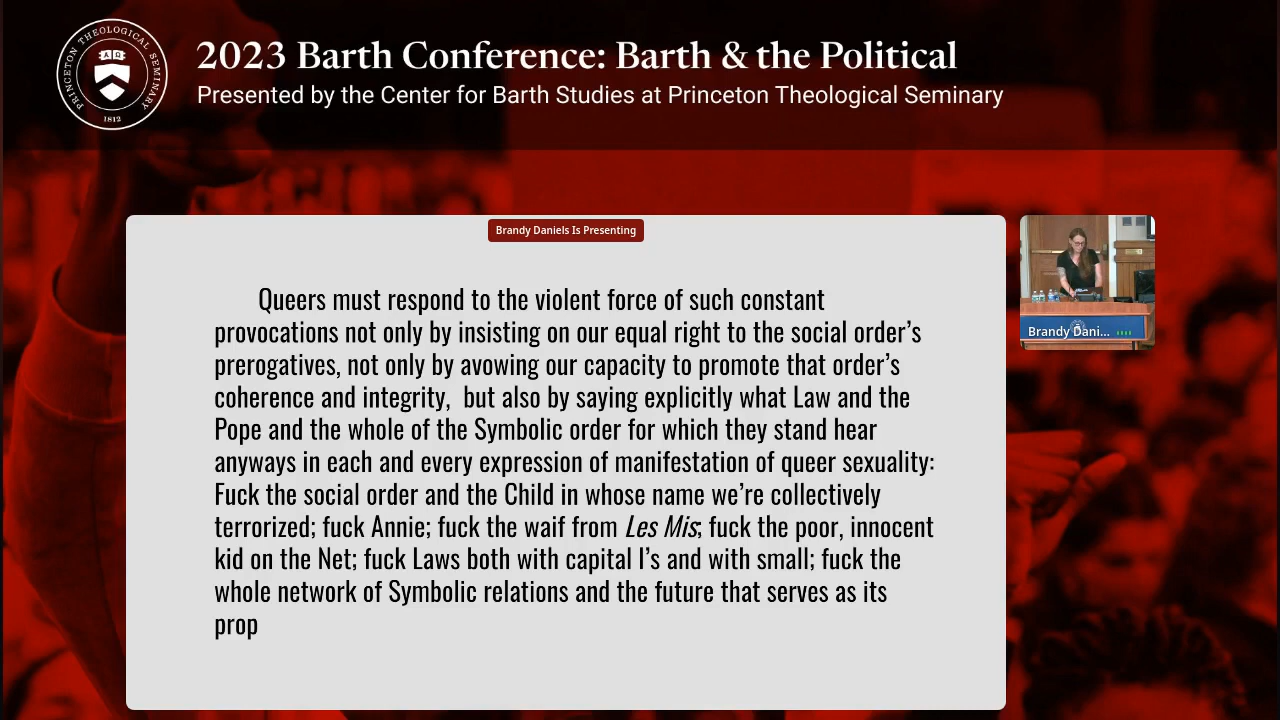 PRINCETON THEOLOGICAL SEMINARY
1812
2023 Barth Conference: Barth & the Political
Presented by the Center for Barth Studies at Princeton Theological Seminary
Brandy Daniels Is Presenting
Queers must respond to the violent force of such constant
provocations not only by insisting on our equal right to the social order’s
prerogatives, not only by avowing our capacity to promote that order’s
coherence and integrity,  but also by saying explicitly what Law and the
Pope and the whole of the Symbolic order for which they stand hear
anyways in each and every expression of manifestation of queer sexuality:
Fuck the social order and the Child in whose name we’re collectively
terrorized; fuck Annie; fuck the waif from Les Mis; fuck the poor, innocent
kid on the Net; fuck Laws both with capital l’s and with small; fuck the
whole network of Symbolic relations and the future that serves as its
prop
Brandy Dani...